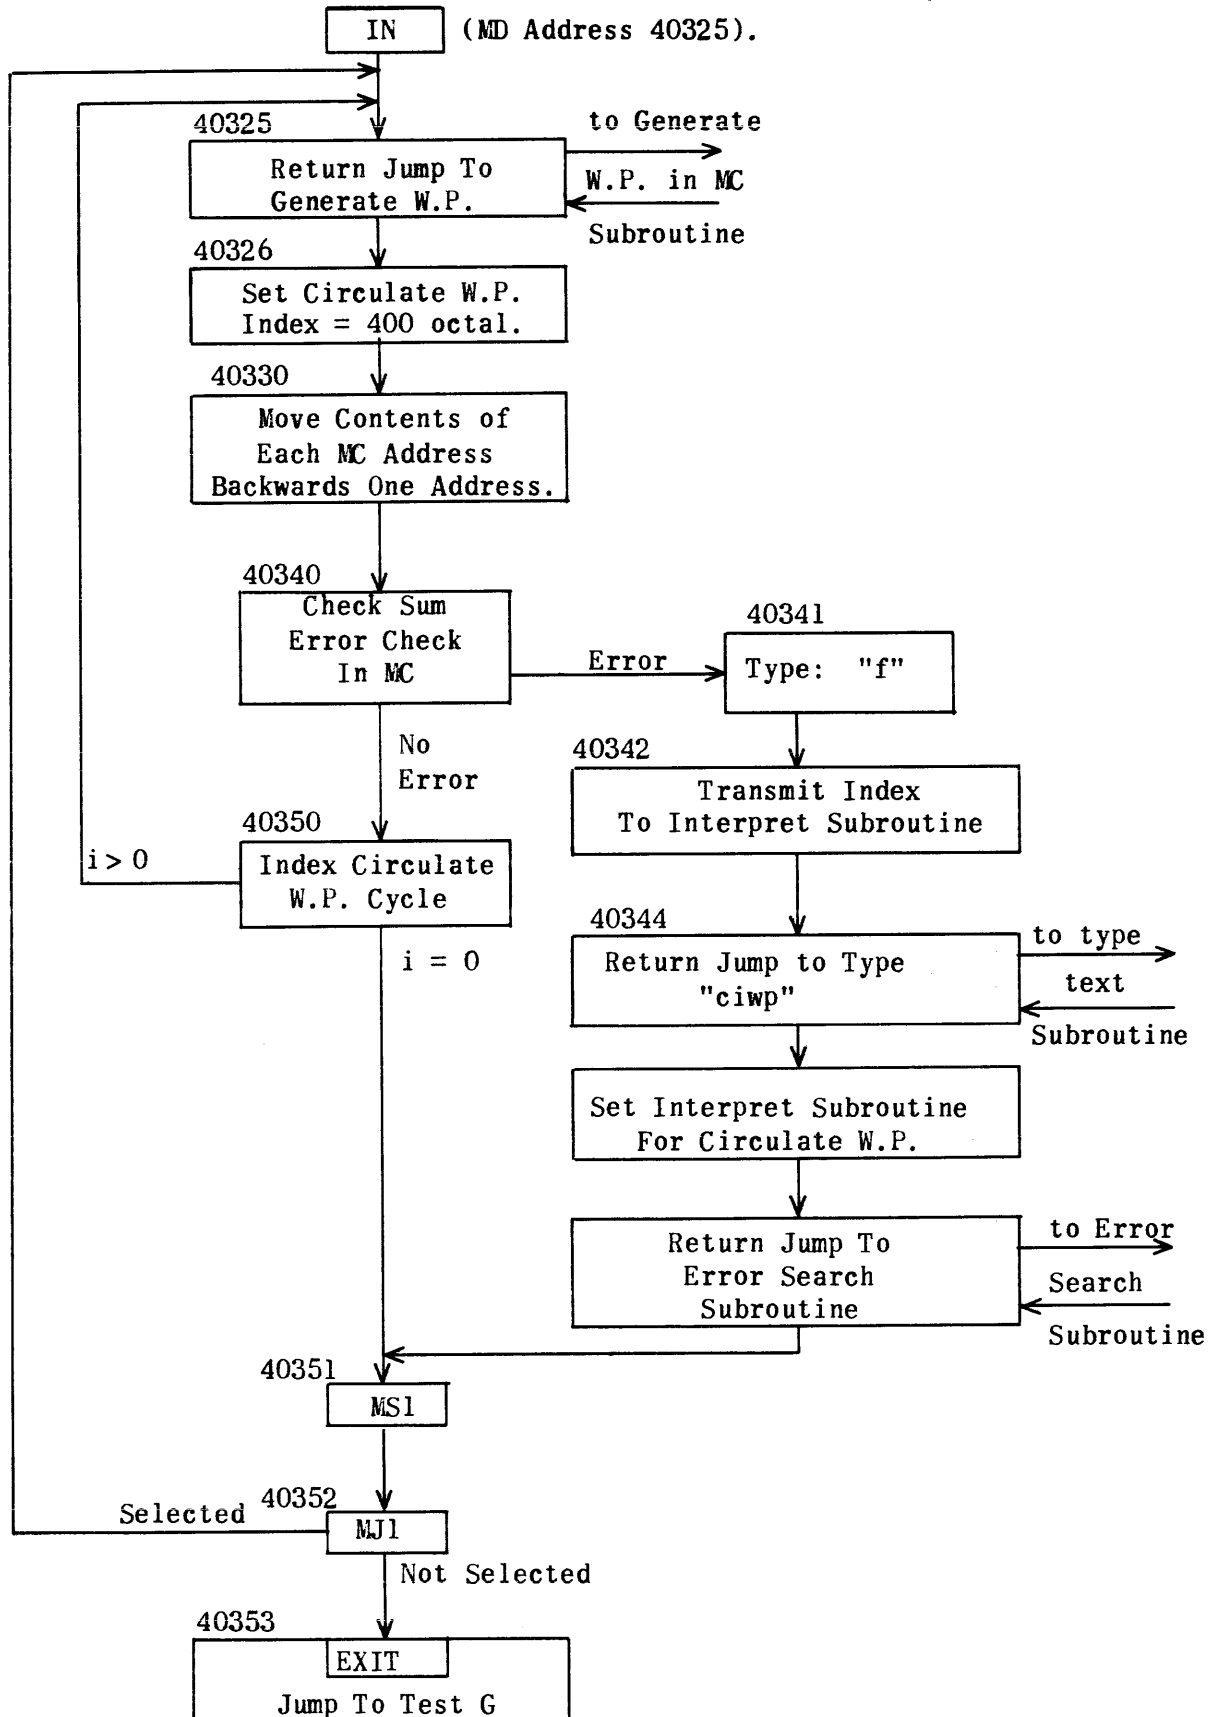 IN (MD Address 40325).
40325
Return Jump To
Generate W.P.
to Generate
W.P. in MC
Subroutine
40326
Set Circulate W.P.
Index = 400 octal.
40330
Move Contents of
Each MC Address
Backwards One Address.
40340
Check Sum
Error Check
In MC
Error
40341
Type: "f"
No
Error
40342
Transmit Index
To Interpret Subroutine
40350
i > 0
Index Circulate
W.P. Cycle
i = 0
40344
Return Jump to Type
"ciwp"
to type
text
Subroutine
Set Interpret Subroutine
For Circulate W.P.
Return Jump To
Error Search
Subroutine
to Error
Search
Subroutine
40351
MS1
40352
Selected
MJ1
Not Selected
40353
EXIT
Jump To Test G